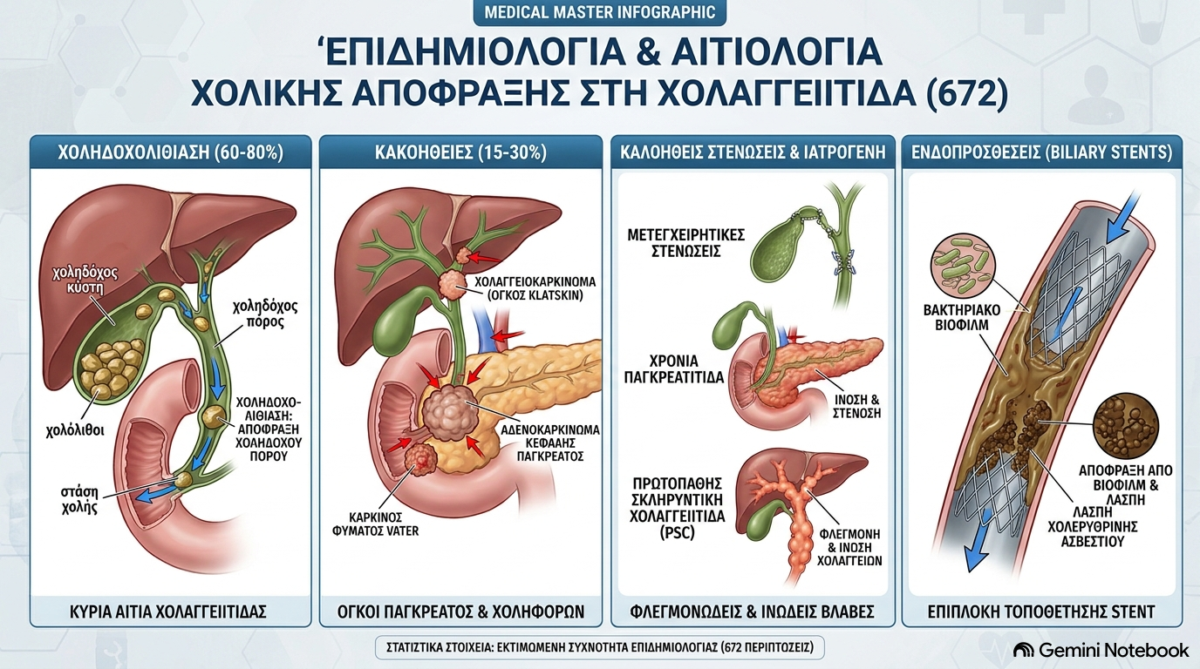 MEDICAL MASTER INFOGRAPHIC
‘ΕΠΙΔΗΜΙΟΛΟΓΙΑ & ΑΙΤΙΟΛΟΓΙΑ
ΧΟΛΙΚΗΣ ΑΠΟΦΡΑΞΗΣ ΣΤΗ ΧΟΛΑΓΓΕΙΙΤΙΔΑ (672)
ΧΟΛΗΔΟΧΟΛΙΘΙΑΣΗ (60-80%)
χοληδόχος
κύστη
χοληδόχος
πόρος
χολόλιθοι
ΧΟΛΗΔΟΧΟ-
ΛΙΘΙΑΣΗ:
ΑΠΟΦΡΑΞΗ
ΧΟΛΗΔΟΧΟΥ
ΠΟΡΟΥ
στάση
χολής
ΚΥΡΙΑ ΑΙΤΙΑ ΧΟΛΑΓΓΕΙΤΙΔΑΣ
ΚΑΚΟΗΘΕΙΕΣ (15-30%)
ΧΟΛΑΓΓΕΙΟΚΑΡΚΙΝΟΜΑ
(ΟΓΚΟΣ KLATSKIN)
ΑΔΕΝΟΚΑΡΚΙΝΩΜΑ
ΚΕΦΑΑΗΣ
ΠΑΓΚΡΕΑΤΟΣ
ΚΑΡΚΙΝΟΣ
ΦΥΜΑΤΟΣ VATER
ΟΓΚΟΙ ΠΑΓΚΡΕΑΤΟΣ & ΧΟΛΗΦΟΡΩΝ
ΚΑΛΟΗΘΕΙΣ ΣΤΕΝΩΣΕΙΣ & ΙΑΤΡΟΓΕΝΗ
ΜΕΤΕΓΧΕΙΡΗΤΙΚΕΣ
ΣΤΕΝΩΣΕΙΣ
ΧΡΟΝΙΑ
ΠΑΓΚΡΕΑΤΙΤΙΔΑ
ΙΝΩΣΗ &
ΣΤΕΝΩΣΗ
ΠΡΩΤΟΠΑΘΗΣ
ΣΚΛΗΡΥΝΤΙΚΗ
ΧΟΛΑΓΓΕΙΙΤΙΔΑ
(PSC)
ΦΛΕΓΜΟΝΗ
& ΙΝΩΣΗ
ΧΟΛΑΓΓΕΙΩΝ
ΦΛΕΓΜΟΝΩΔΕΙΣ & ΙΝΩΔΕΙΣ ΒΛΑΒΕΣ
ΕΝΔΟΠΡΟΣΘΕΣΕΙΣ (BILIARY STENTS)
ΒΑΚΤΗΡΙΑΚΟ
ΒΙΟΦΙΛΜ
ΑΠΟΦΡΑΞΗ ΑΠΟ
ΒΙΟΦΙΛΜ &
ΛΑΣΠΗ
ΛΑΣΠΗ
ΧΟΛΕΡΥΘΡΙΝΗΣ
ΑΣΒΕΣΤΙΟΥ
ΕΠΙΠΛΟΚΗ ΤΟΠΟΘΕΤΗΣΗΣ STENT
ΣΤΑΤΙΣΤΙΚΑ ΣΤΟΙΧΕΙΑ: ΕΚΤΙΜΩΜΕΝΗ ΣΥΧΝΟΤΗΤΑ ΕΠΙΔΗΜΙΟΛΟΓΙΑΣ (672 ΠΕΡΙΠΤΩΣΕΙΣ)
Gemini Notebook